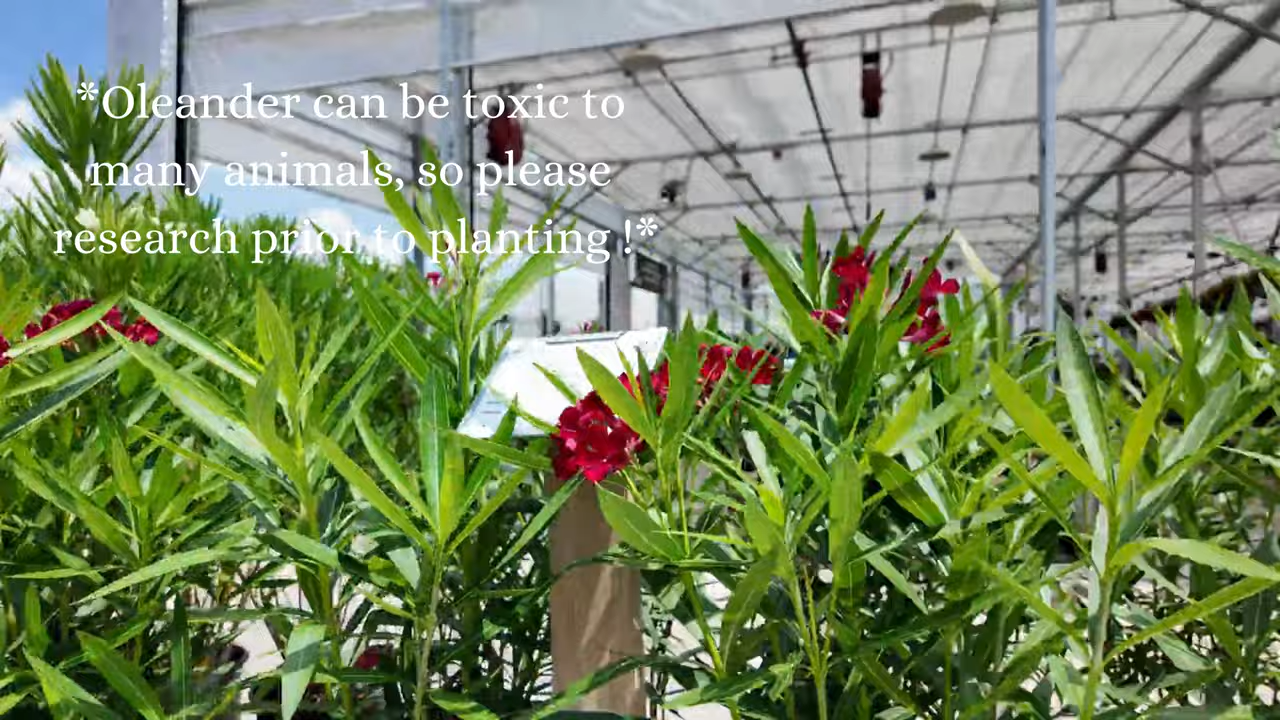 *Oleander can be toxic to
many animals, so please
research prior to planting !*